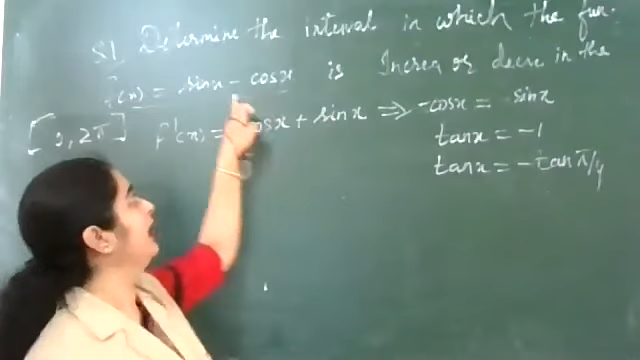 S1 Determine the interval in which the fun.
f(x) = sinx - cosx is Increa or decre in the
[0, 2π] f'(x) = cosx + sinx ⇒ -cosx = sinx
tanx = -1
tanx = - tan π/4